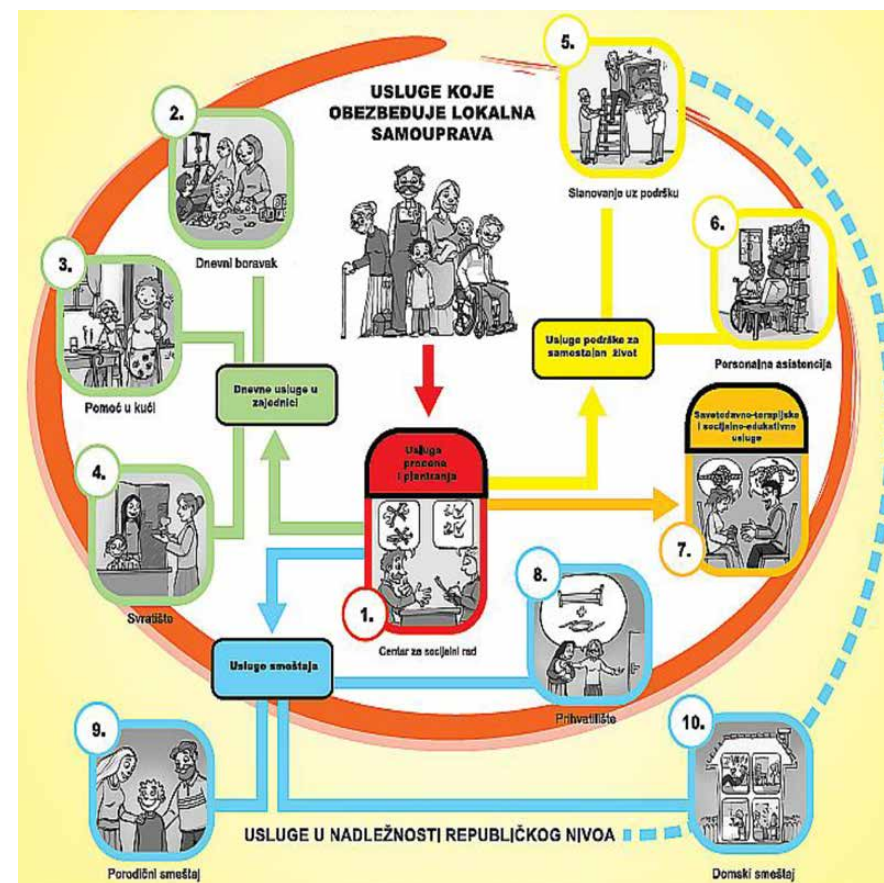 USLUGE KOJE
OBEZBEĐUJE LOKALNA
SAMOUPRAVA
5.
Stanovanje uz podršku
2.
Dnevni boravak
6.
Personalna asistencija
3.
Pomoć u kući
Usluge podrške za
samostalan život
Dnevne usluge u
zajednici
Savetodavno-terapijske
i socijalno-edukativne
usluge
7.
Usluga
procene
i planiranja
1.
Centar za socijalni rad
4.
Svratište
8.
Prihvatilište
Usluge smeštaja
9.
Porodični smeštaj
10.
Domski smeštaj
USLUGE U NADLEŽNOSTI REPUBLIČKOG NIVOA